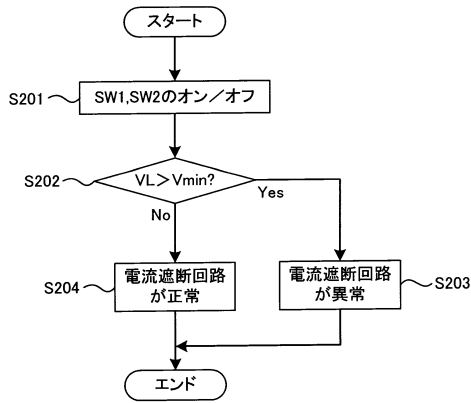 スタート
S201
SW1,SW2のオン／オフ
S202
VL＞Vmin?
Yes
No
S204
電流遮断回路
が正常
電流遮断回路
が異常
S203
エンド